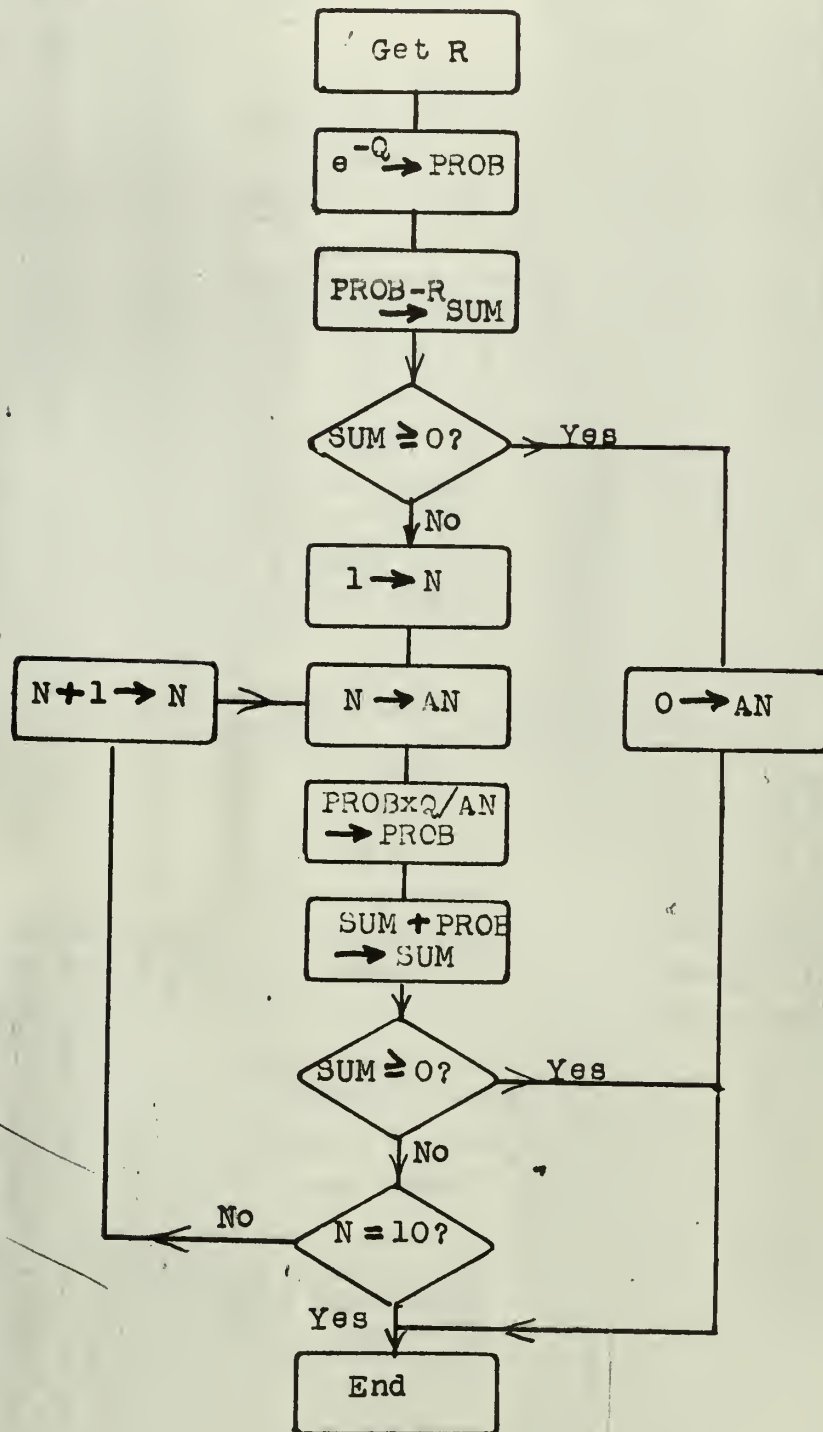 Get R
e^-Q → PROB
PROB-R
→ SUM
SUM ≥ 0?
Yes
No
1 → N
N+1 → N
N → AN
0 → AN
PROBxQ/AN
→ PROB
SUM + PROB
→ SUM
SUM ≥ 0?
Yes
No
No
N = 10?
Yes
End